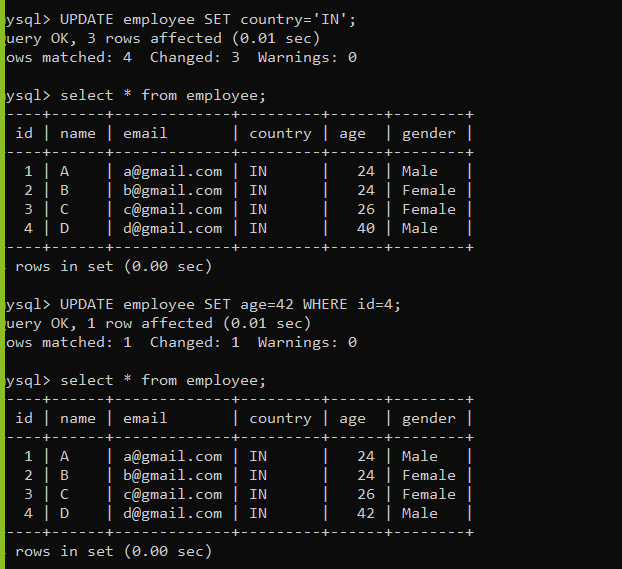 ysql> UPDATE employee SET country='IN';
uery OK, 3 rows affected (0.01 sec)
ows matched: 4  Changed: 3  Warnings: 0
ysql> select * from employee;
----+------+-------------+---------+------+--------+
 id | name | email       | country | age  | gender |
----+------+-------------+---------+------+--------+
  1 | A    | a@gmail.com | IN      |   24 | Male   |
  2 | B    | b@gmail.com | IN      |   24 | Female |
  3 | C    | c@gmail.com | IN      |   26 | Female |
  4 | D    | d@gmail.com | IN      |   40 | Male   |
----+------+-------------+---------+------+--------+
rows in set (0.00 sec)
ysql> UPDATE employee SET age=42 WHERE id=4;
uery OK, 1 row affected (0.01 sec)
ows matched: 1  Changed: 1  Warnings: 0
ysql> select * from employee;
----+------+-------------+---------+------+--------+
 id | name | email       | country | age  | gender |
----+------+-------------+---------+------+--------+
  1 | A    | a@gmail.com | IN      |   24 | Male   |
  2 | B    | b@gmail.com | IN      |   24 | Female |
  3 | C    | c@gmail.com | IN      |   26 | Female |
  4 | D    | d@gmail.com | IN      |   42 | Male   |
----+------+-------------+---------+------+--------+
rows in set (0.00 sec)